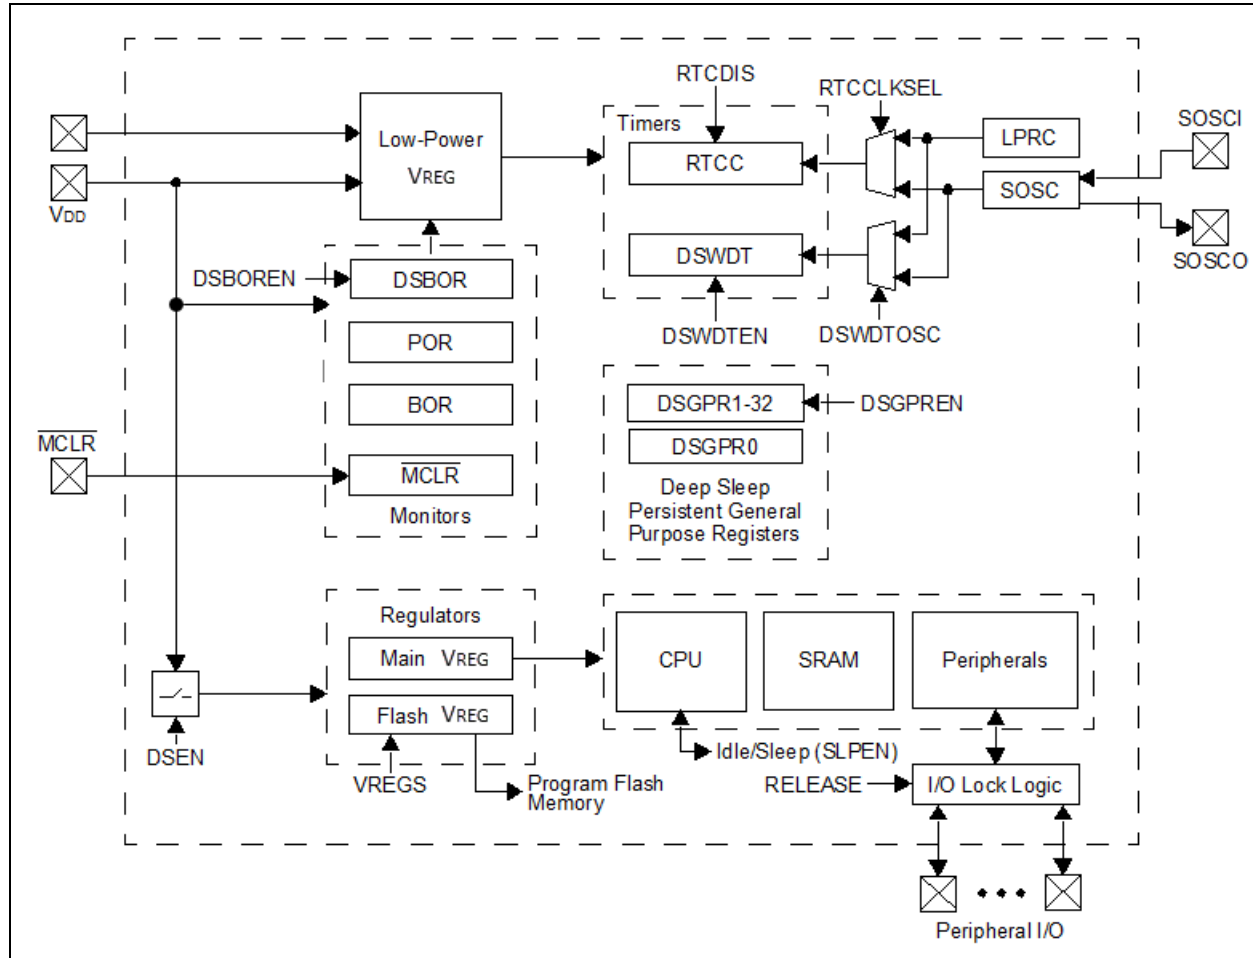 RTCDIS
RTCCLKSEL
Timers
Low-Power
VREG
RTCC
LPRC
SOSCI
SOSC
VDD
DSWDT
SOSCO
DSBOREN
DSBOR
DSWDTEN
DSWDTOSC
POR
BOR
DSGPR1-32
DSGPREN
DSGPR0
MCLR
MCLR
Monitors
Deep Sleep
Persistent General
Purpose Registers
Regulators
Main VREG
CPU
SRAM
Peripherals
Flash VREG
DSEN
VREGS
Idle/Sleep (SLPEN)
Program Flash
Memory
RELEASE
I/O Lock Logic
Peripheral I/O